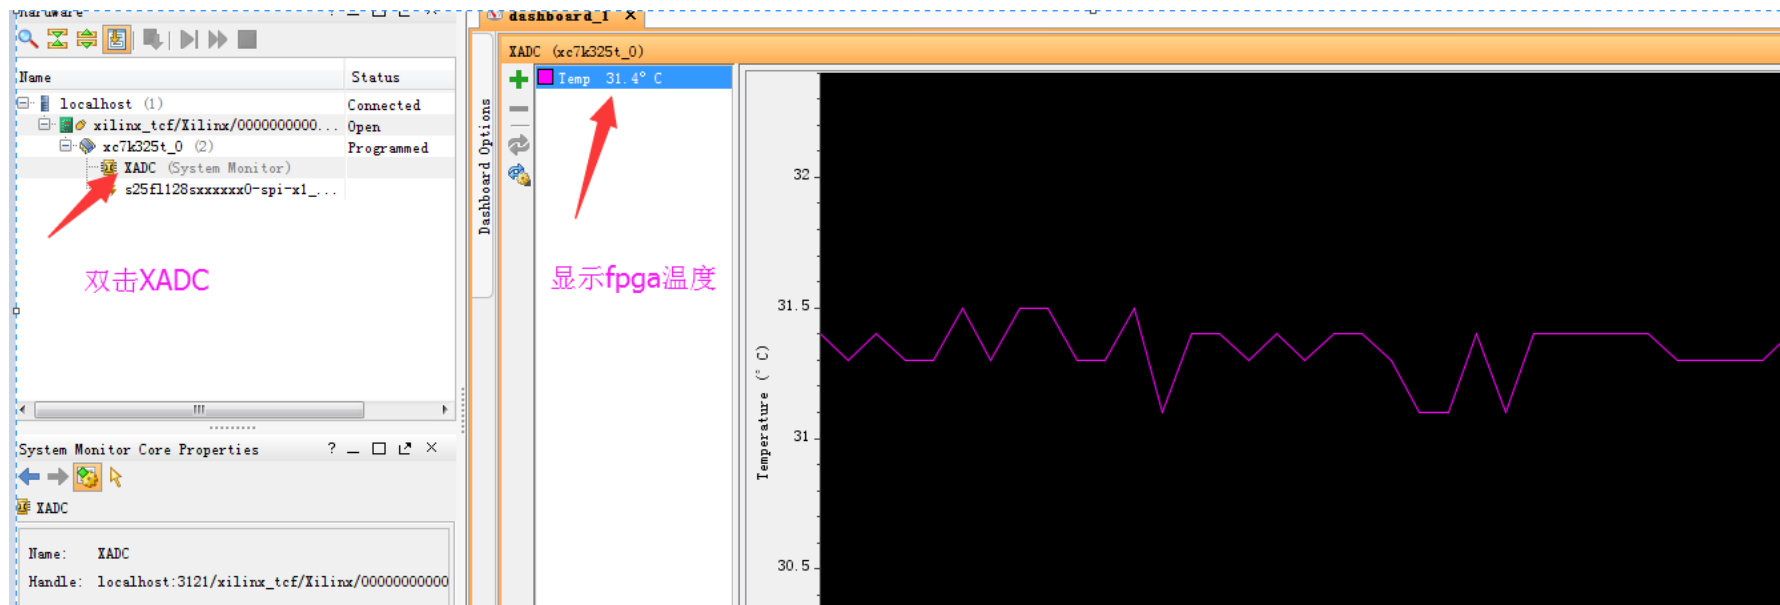 Hardware
dashboard_1
XADC (xc7k325t_0)
Name Status
localhost (1) Connected
xilinx_tcf/Xilinx/0000000000... Open
xc7k325t_0 (2) Programmed
XADC (System Monitor)
s25fl128sxxxxxx0-spi-x1_...
双击XADC
Dashboard Options
Temp 31.4° C
显示fpga温度
32
31.5
31
30.5
Temperature (° C)
System Monitor Core Properties
XADC
Name: XADC
Handle: localhost:3121/xilinx_tcf/Xilinx/00000000000